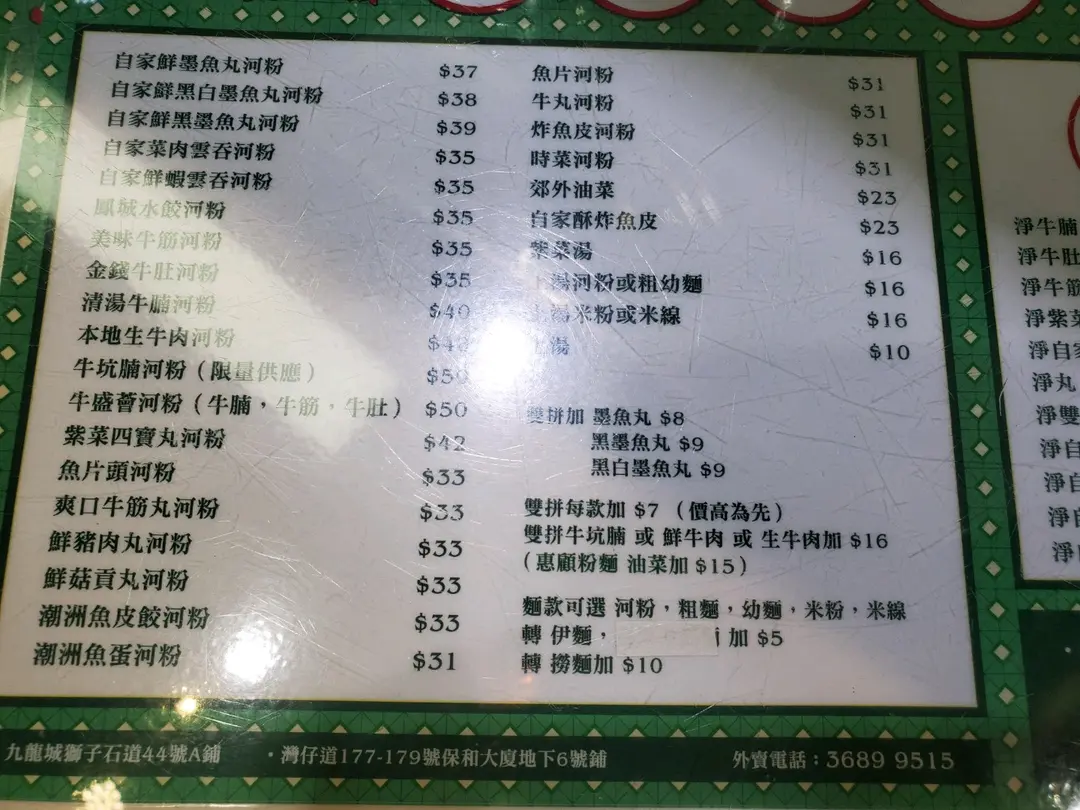 自家鮮墨魚丸河粉 $37
自家鮮黑白墨魚丸河粉 $38
自家鮮黑墨魚丸河粉 $39
自家菜肉雲吞河粉 $35
自家鮮蝦雲吞河粉 $35
鳳城水餃河粉 $35
美味牛筋河粉 $35
金錢牛肚河粉 $35
清湯牛腩河粉 $40
本地生牛肉河粉
牛坑腩河粉（限量供應） $50
牛盛薈河粉（牛腩，牛筋，牛肚） $50
紫菜四寶丸河粉 $42
魚片頭河粉 $33
爽口牛筋丸河粉 $33
鮮豬肉丸河粉 $33
鮮菇貢丸河粉 $33
潮洲魚皮餃河粉 $33
潮洲魚蛋河粉 $31
魚片河粉 $31
牛丸河粉 $31
炸魚皮河粉 $31
時菜河粉 $31
郊外油菜 $23
自家酥炸魚皮 $23
紫菜湯 $16
上湯河粉或粗幼麵 $16
上湯米粉或米線 $16
上湯 $10
雙拼加 墨魚丸 $8
黑墨魚丸 $9
黑白墨魚丸 $9
雙拼每款加 $7 （價高為先）
雙拼牛坑腩 或 鮮牛肉 或 生牛肉加 $16
（惠顧粉麵 油菜加 $15）
麵款可選 河粉，粗麵，幼麵，米粉，米線
轉 伊麵， 加 $5
轉 撈麵加 $10
淨牛腩
淨牛肚
淨牛筋
淨紫菜
淨自家
淨丸
淨雙
淨自
淨自
淨自
淨
九龍城獅子石道44號A鋪
・灣仔道177-179號保和大廈地下6號鋪
外賣電話：3689 9515